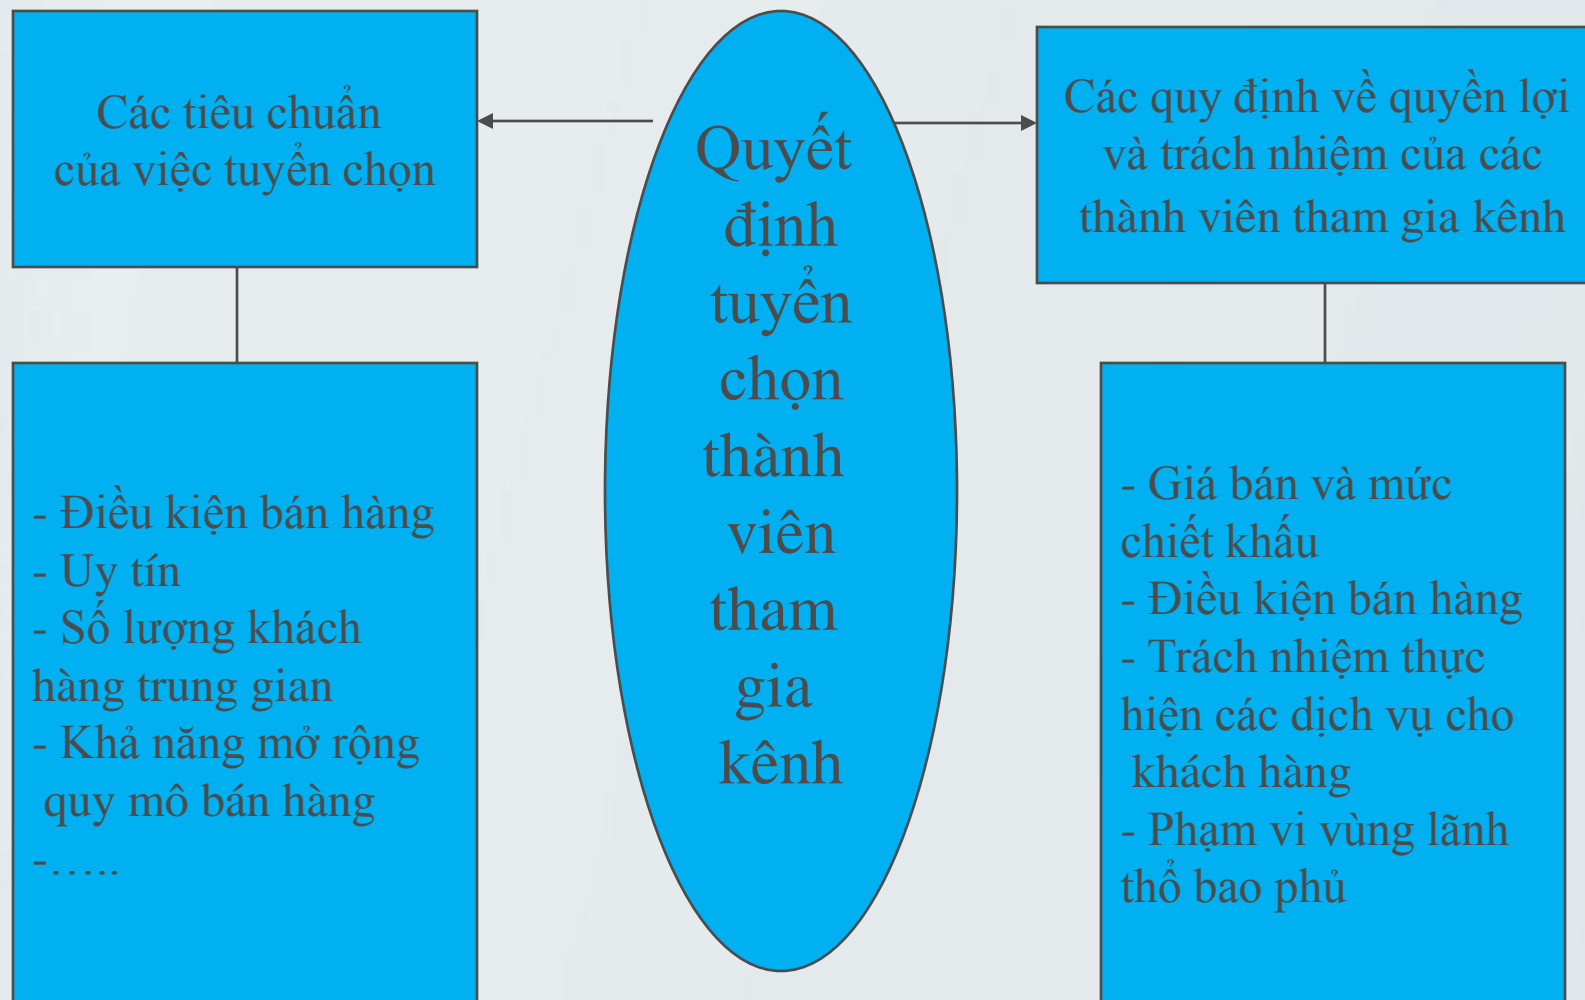 Các tiêu chuẩn
của việc tuyển chọn
- Điều kiện bán hàng
- Uy tín
- Số lượng khách
hàng trung gian
- Khả năng mở rộng
quy mô bán hàng
-.....
Quyết
định
tuyển
chọn
thành
viên
tham
gia
kênh
Các quy định về quyền lợi
và trách nhiệm của các
thành viên tham gia kênh
- Giá bán và mức
chiết khấu
- Điều kiện bán hàng
- Trách nhiệm thực
hiện các dịch vụ cho
khách hàng
- Phạm vi vùng lãnh
thổ bao phủ